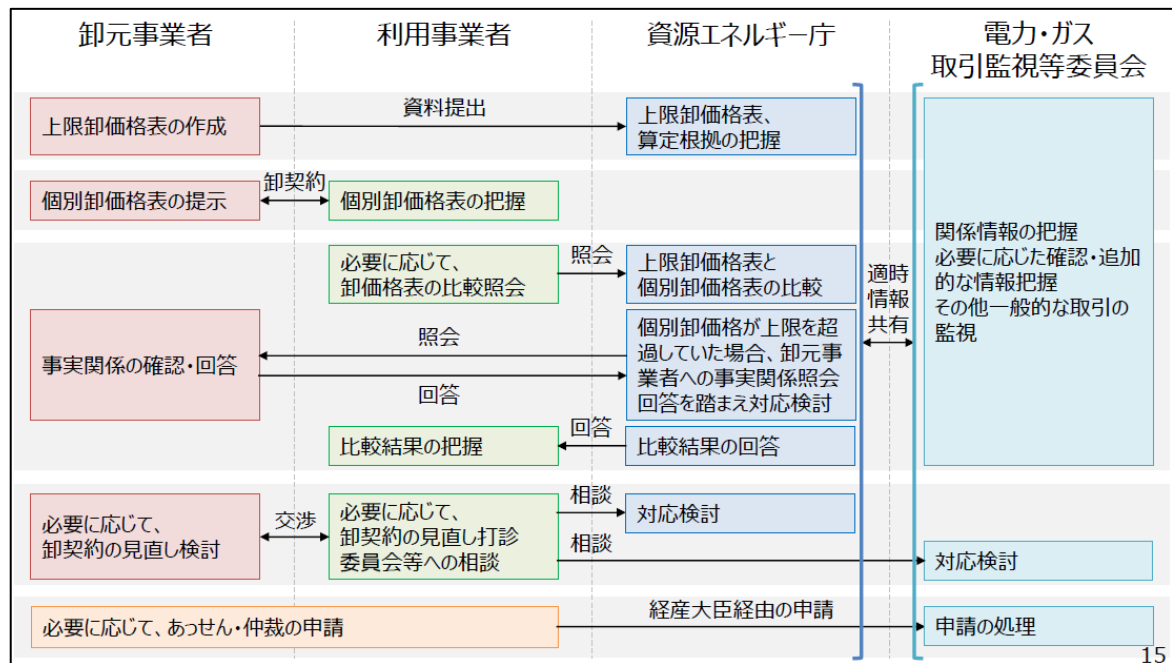 卸元事業者
利用事業者
資源エネルギー庁
電力・ガス
取引監視等委員会
上限卸価格表の作成
資料提出
上限卸価格表、
算定根拠の把握
個別卸価格表の提示
卸契約
個別卸価格表の把握
必要に応じて、
卸価格表の比較照会
照会
上限卸価格表と
個別卸価格表の比較
事実関係の確認・回答
照会
回答
個別卸価格が上限を超
過していた場合、卸元事
業者への事実関係照会
回答を踏まえ対応検討
比較結果の把握
回答
比較結果の回答
適時
情報
共有
関係情報の把握
必要に応じた確認・追加
的な情報把握
その他一般的な取引の
監視
必要に応じて、
卸契約の見直し検討
交渉
必要に応じて、
卸契約の見直し打診
委員会等への相談
相談
対応検討
相談
対応検討
必要に応じて、あっせん・仲裁の申請
経産大臣経由の申請
申請の処理
15